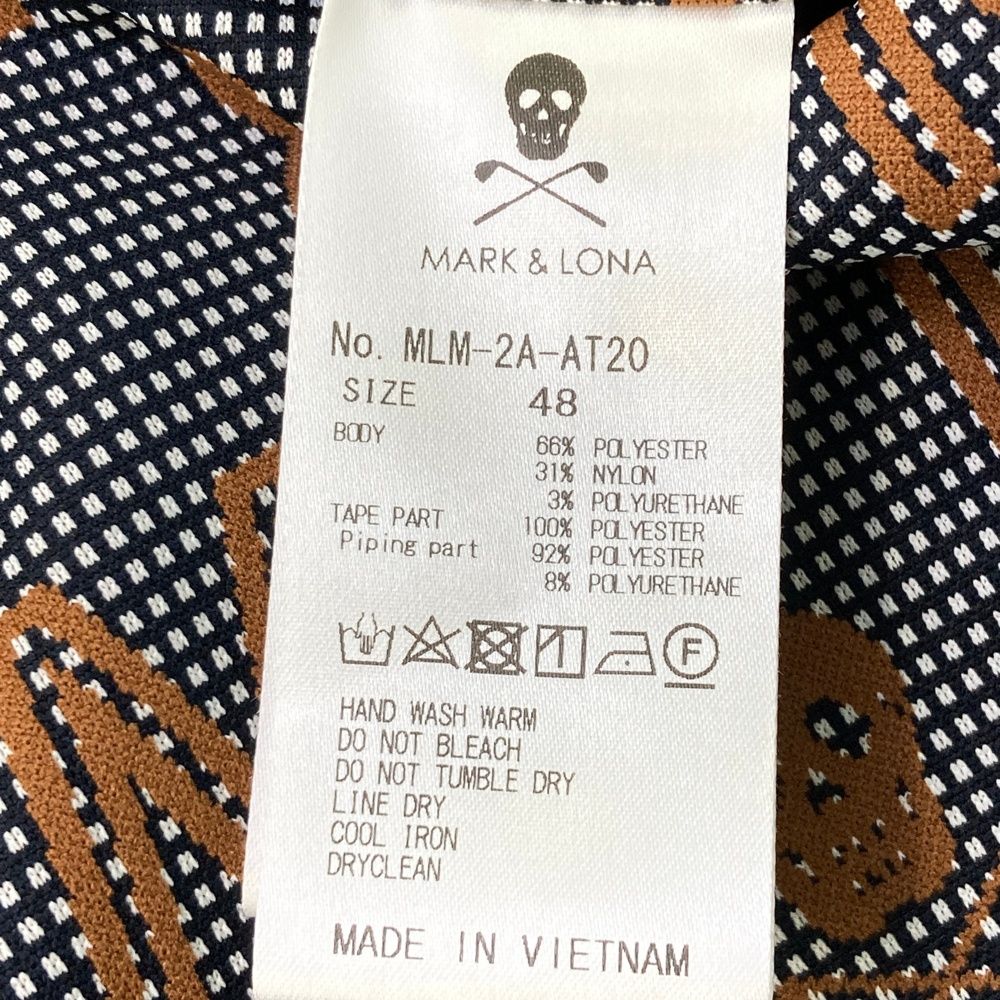 MARK & LONA
No. MLM-2A-AT20
SIZE 48
BODY 66% POLYESTER
31% NYLON
3% POLYURETHANE
TAPE PART 100% POLYESTER
Piping part 92% POLYESTER
8% POLYURETHANE
F
HAND WASH WARM
DO NOT BLEACH
DO NOT TUMBLE DRY
LINE DRY
COOL IRON
DRYCLEAN
MADE IN VIETNAM